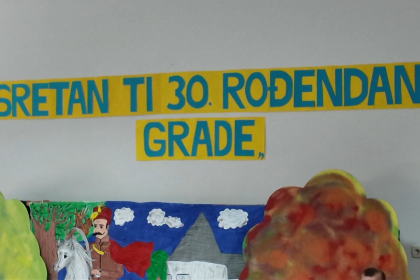 SRETAN TI 30. ROĐENDAN
GRADE,,